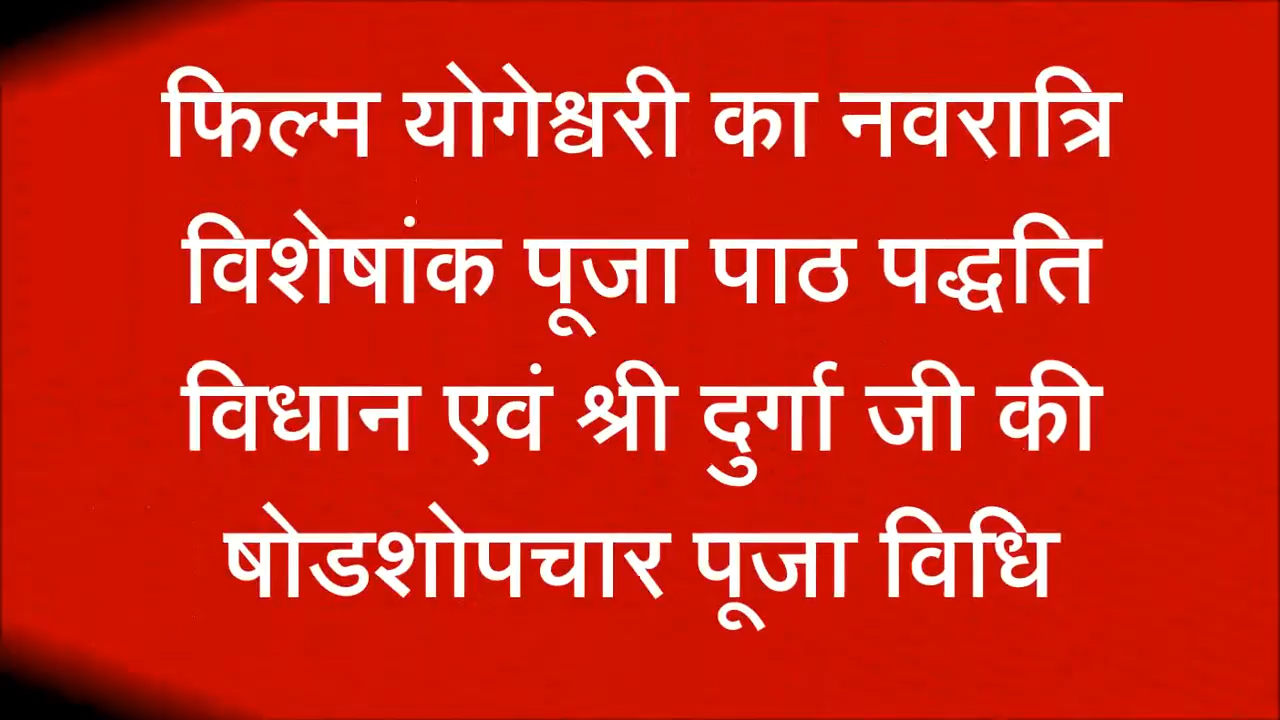 फिल्म योगेश्वरी का नवरात्रि
विशेषांक पूजा पाठ पद्धति
विधान एवं श्री दुर्गा जी की
षोडशोपचार पूजा विधि